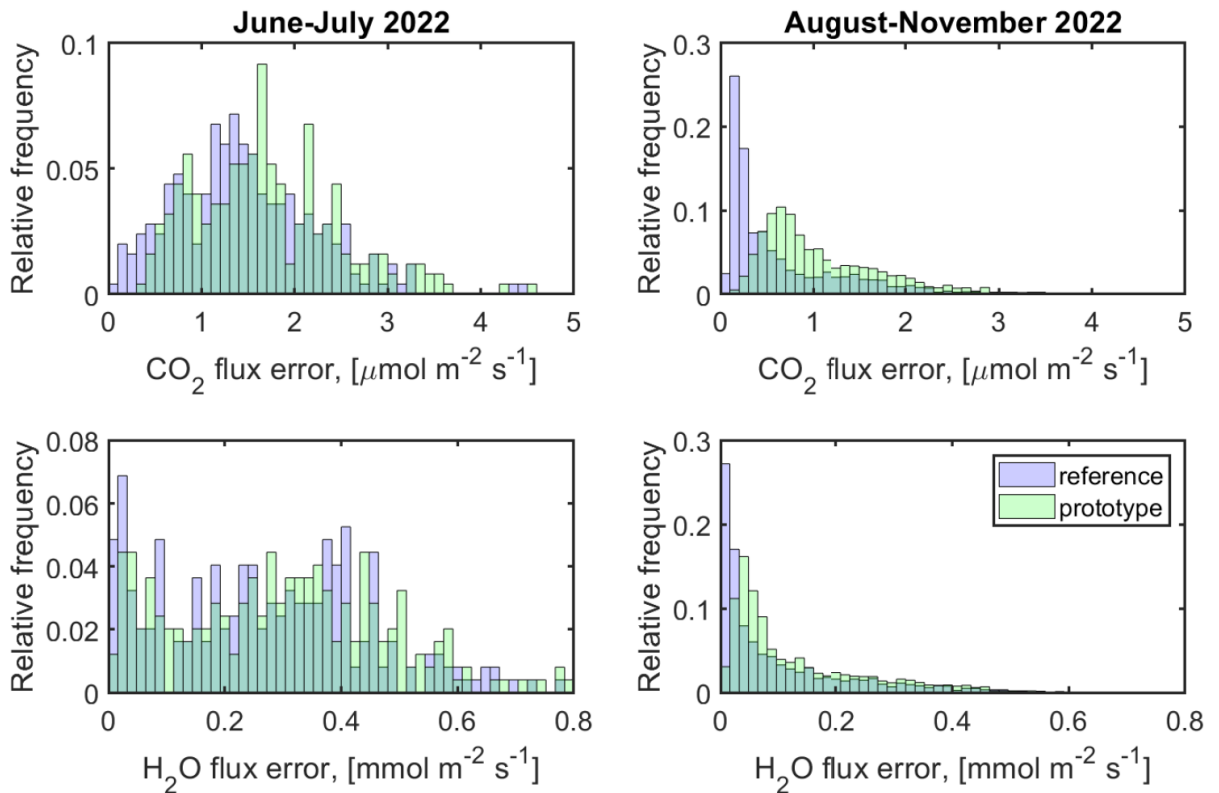 June-July 2022
August-November 2022
Relative frequency
0.1
0.05
0
0 1 2 3 4 5
CO2 flux error, [μmol m-2 s-1]
Relative frequency
0.3
0.2
0.1
0
0 1 2 3 4 5
CO2 flux error, [μmol m-2 s-1]
Relative frequency
0.08
0.06
0.04
0.02
0
0 0.2 0.4 0.6 0.8
H2O flux error, [mmol m-2 s-1]
Relative frequency
0.3
0.2
0.1
0
reference
prototype
0 0.2 0.4 0.6 0.8
H2O flux error, [mmol m-2 s-1]